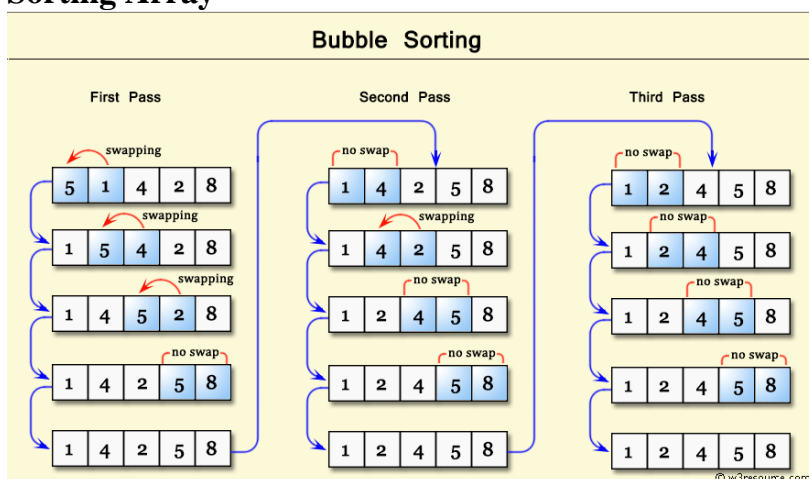 Sorting Array
Bubble Sorting
First Pass
swapping
5 1 4 2 8
swapping
1 5 4 2 8
swapping
1 4 5 2 8
no swap
1 4 2 5 8
1 4 2 5 8
Second Pass
no swap
1 4 2 5 8
swapping
1 4 2 5 8
no swap
1 2 4 5 8
no swap
1 2 4 5 8
1 2 4 5 8
Third Pass
no swap
1 2 4 5 8
no swap
1 2 4 5 8
no swap
1 2 4 5 8
no swap
1 2 4 5 8
1 2 4 5 8
© w3resource.com